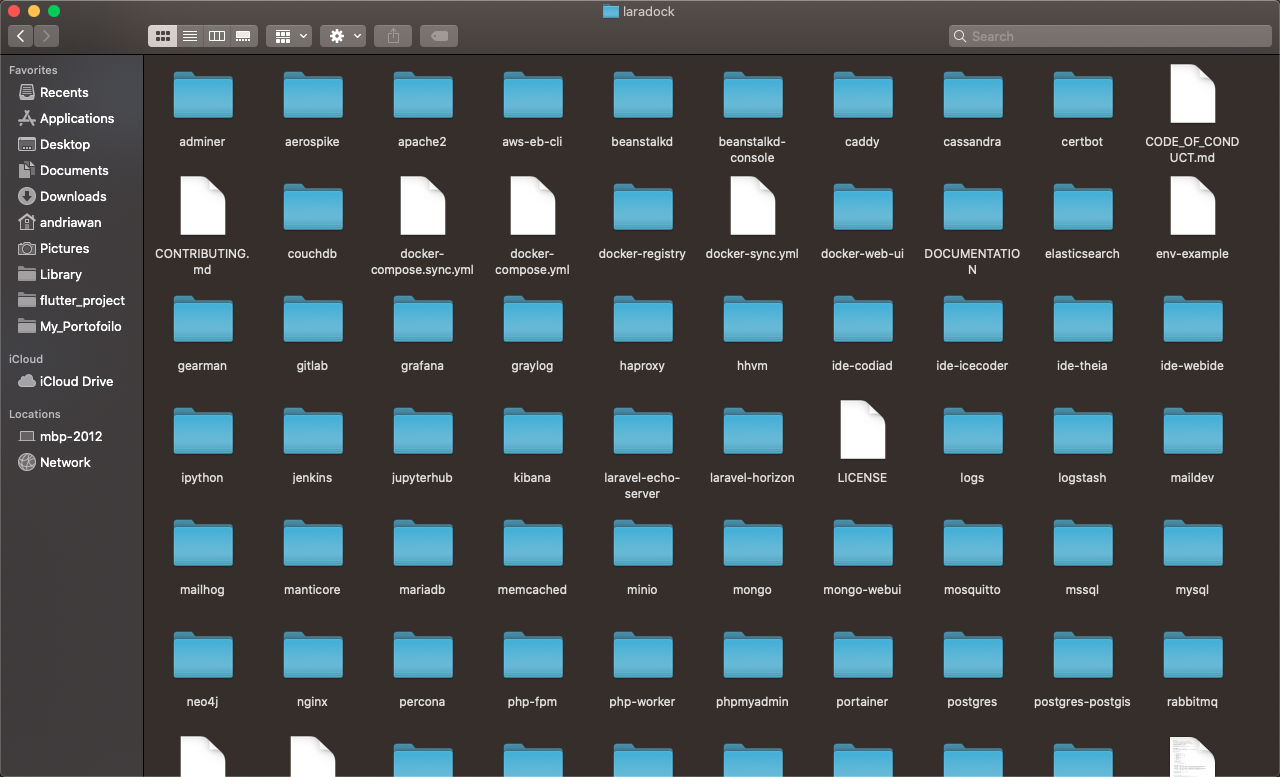 laradock
Search
Favorites
Recents
Applications
Desktop
Documents
Downloads
andriawan
Pictures
Library
flutter_project
My_Portofoilo
iCloud
iCloud Drive
Locations
mbp-2012
Network
adminer
aerospike
apache2
aws-eb-cli
beanstalkd
beanstalkd-
console
caddy
cassandra
certbot
CODE_OF_COND
UCT.md
CONTRIBUTING.
md
couchdb
docker-
compose.sync.yml
docker-
compose.yml
docker-registry
docker-sync.yml
docker-web-ui
DOCUMENTATIO
N
elasticsearch
env-example
gearman
gitlab
grafana
graylog
haproxy
hhvm
ide-codiad
ide-icecoder
ide-theia
ide-webide
ipython
jenkins
jupyterhub
kibana
laravel-echo-
server
laravel-horizon
LICENSE
logs
logstash
maildev
mailhog
manticore
mariadb
memcached
minio
mongo
mongo-webui
mosquitto
mssql
mysql
neo4j
nginx
percona
php-fpm
php-worker
phpmyadmin
portainer
postgres
postgres-postgis
rabbitmq